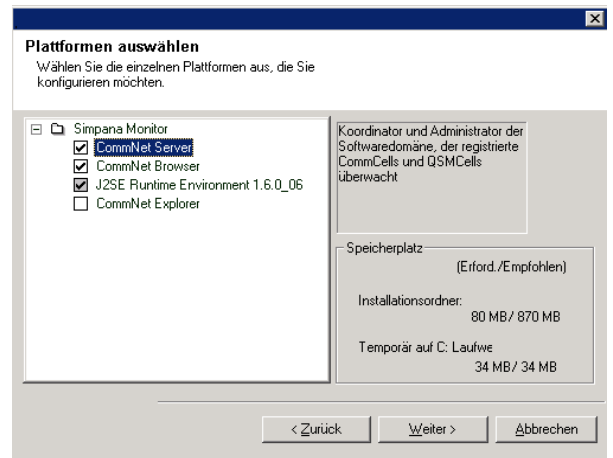 Plattformen auswählen
Wählen Sie die einzelnen Plattformen aus, die Sie
konfigurieren möchten.
Simpana Monitor
CommNet Server
CommNet Browser
J2SE Runtime Environment 1.6.0_06
CommNet Explorer
Koordinator und Administrator der
Softwaredomäne, der registrierte
CommCells und QSMCells
überwacht
Speicherplatz
(Erford./Empfohlen)
Installationsordner:
80 MB/ 870 MB
Temporär auf C: Laufwe
34 MB/ 34 MB
< Zurück
Weiter >
Abbrechen